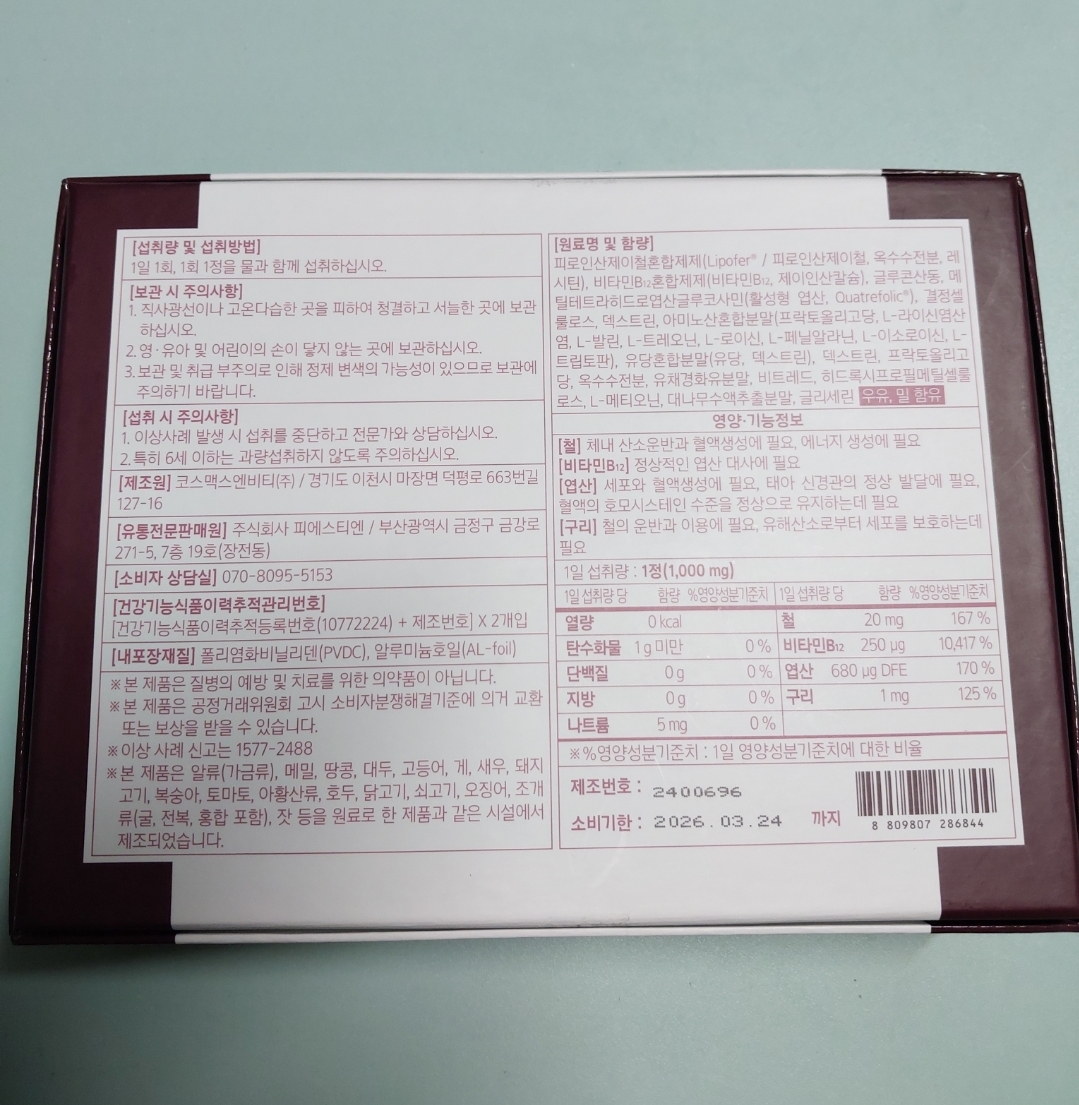 [섭취량 및 섭취방법]
1일 1회, 1회 1정을 물과 함께 섭취하십시오.
[보관 시 주의사항]
1. 직사광선이나 고온다습한 곳을 피하여 청결하고 서늘한 곳에 보관
하십시오.
2. 영·유아 및 어린이의 손이 닿지 않는 곳에 보관하십시오.
3. 보관 및 취급 부주의로 인해 정제 변색의 가능성이 있으므로 보관에
주의하기 바랍니다.
[섭취 시 주의사항]
1. 이상사례 발생 시 섭취를 중단하고 전문가와 상담하십시오.
2. 특히 6세 이하는 과량섭취하지 않도록 주의하십시오.
[제조원] 코스맥스엔비티(주) / 경기도 이천시 마장면 덕평로 663번길
127-16
[유통전문판매원] 주식회사 피에스티엔 / 부산광역시 금정구 금강로
271-5, 7층 19호(장전동)
[소비자 상담실] 070-8095-5153
[건강기능식품이력추적관리번호]
[건강기능식품이력추적등록번호(10772224) + 제조번호] X 2개입
[내포장재질] 폴리염화비닐리덴(PVDC), 알루미늄호일(AL-foil)
※ 본 제품은 질병의 예방 및 치료를 위한 의약품이 아닙니다.
※ 본 제품은 공정거래위원회 고시 소비자분쟁해결기준에 의거 교환
또는 보상을 받을 수 있습니다.
※ 이상 사례 신고는 1577-2488
※ 본 제품은 알류(가금류), 메밀, 땅콩, 대두, 고등어, 게, 새우, 돼지
고기, 복숭아, 토마토, 아황산류, 호두, 닭고기, 쇠고기, 오징어, 조개
류(굴, 전복, 홍합 포함), 잣 등을 원료로 한 제품과 같은 시설에서
제조되었습니다.
[원료명 및 함량]
피로인산제이철혼합제제(Lipofer® / 피로인산제이철, 옥수수전분, 레
시틴), 비타민B₁₂혼합제제(비타민B₁₂, 제이인산칼슘), 글루콘산동, 메
틸테트라히드로엽산글루코사민(활성형 엽산, Quatrefolic®), 결정셀
룰로스, 덱스트린, 아미노산혼합분말(프락토올리고당, L-라이신염산
염, L-발린, L-트레오닌, L-로이신, L-페닐알라닌, L-이소로이신, L-
트립토판), 유당혼합분말(유당, 덱스트린), 덱스트린, 프락토올리고
당, 옥수수전분, 유채경화유분말, 비트레드, 히드록시프로필메틸셀룰
로스, L-메티오닌, 대나무수액추출분말, 글리세린 우유, 밀 함유
영양·기능정보
[철] 체내 산소운반과 혈액생성에 필요, 에너지 생성에 필요
[비타민B₁₂] 정상적인 엽산 대사에 필요
[엽산] 세포와 혈액생성에 필요, 태아 신경관의 정상 발달에 필요,
혈액의 호모시스테인 수준을 정상으로 유지하는데 필요
[구리] 철의 운반과 이용에 필요, 유해산소로부터 세포를 보호하는데
필요
1일 섭취량 : 1정(1,000 mg)
1일 섭취량 당 함량 %영양성분기준치 1일 섭취량 당 함량 %영양성분기준치
열량 0 kcal 철 20 mg 167 %
탄수화물 1 g 미만 0 % 비타민B₁₂ 250 µg 10,417 %
단백질 0 g 0 % 엽산 680 µg DFE 170 %
지방 0 g 0 % 구리 1 mg 125 %
나트륨 5 mg 0 %
※ % 영양성분기준치 : 1일 영양성분기준치에 대한 비율
제조번호 : 2400696
소비기한 : 2026.03.24 까지
8 809807 286844